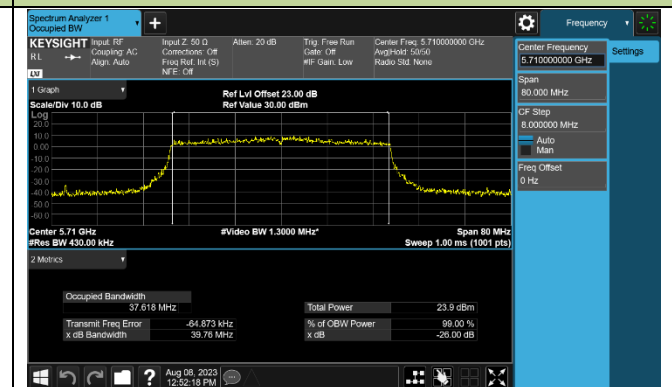 Spectrum Analyzer 1
Occupied BW
Frequency
KEYSIGHT Input: RF Input Z: 50 Ω Atten: 20 dB Trig: Free Run Center Freq: 5.710000000 GHz
R L Coupling: AC Corrections: Off Gate: Off Avg|Hold: 50/50
Align: Auto Freq Ref: Int (S) #IF Gain: Low Radio Std: None
LXI NFE: Off
Center Frequency
5.710000000 GHz
Settings
Span
80.000 MHz
CF Step
8.000000 MHz
Auto
Man
Freq Offset
0 Hz
1 Graph
Ref Lvl Offset 23.00 dB
Scale/Div 10.0 dB Ref Value 30.00 dBm
Log
20.0
10.0
0.00
-10.0
-20.0
-30.0
-40.0
-50.0
-60.0
Center 5.71 GHz #Video BW 1.3000 MHz* Span 80 MHz
#Res BW 430.00 kHz Sweep 1.00 ms (1001 pts)
2 Metrics
Occupied Bandwidth
37.618 MHz Total Power 23.9 dBm
Transmit Freq Error -64.873 kHz % of OBW Power 99.00 %
x dB Bandwidth 39.76 MHz x dB -26.00 dB
Aug 08, 2023
12:52:18 PM